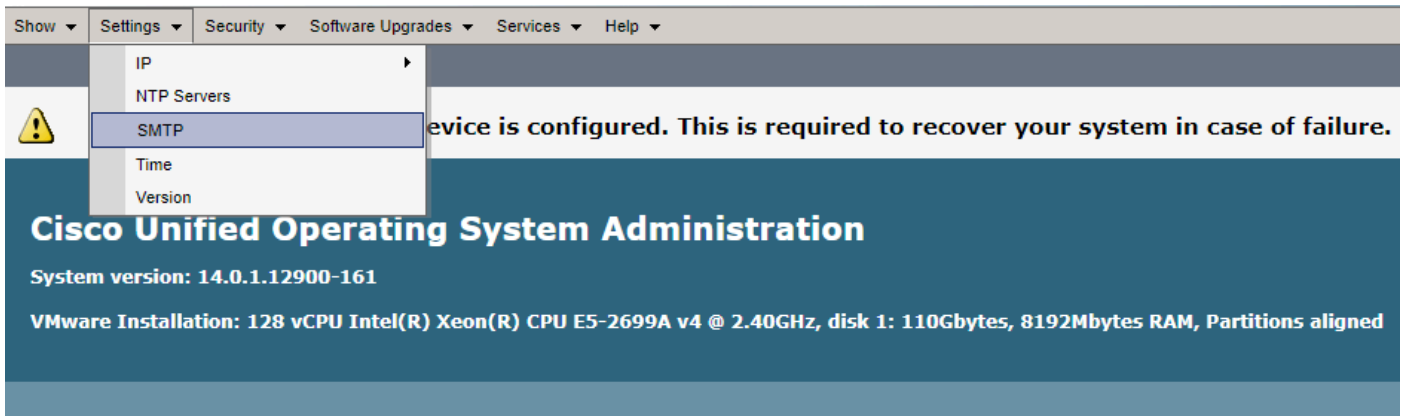 Show Settings Security Software Upgrades Services Help
IP
NTP Servers
SMTP
evice is configured. This is required to recover your system in case of failure.
Time
Version
Cisco Unified Operating System Administration
System version: 14.0.1.12900-161
VMware Installation: 128 vCPU Intel(R) Xeon(R) CPU E5-2699A v4 @ 2.40GHz, disk 1: 110Gbytes, 8192Mbytes RAM, Partitions aligned